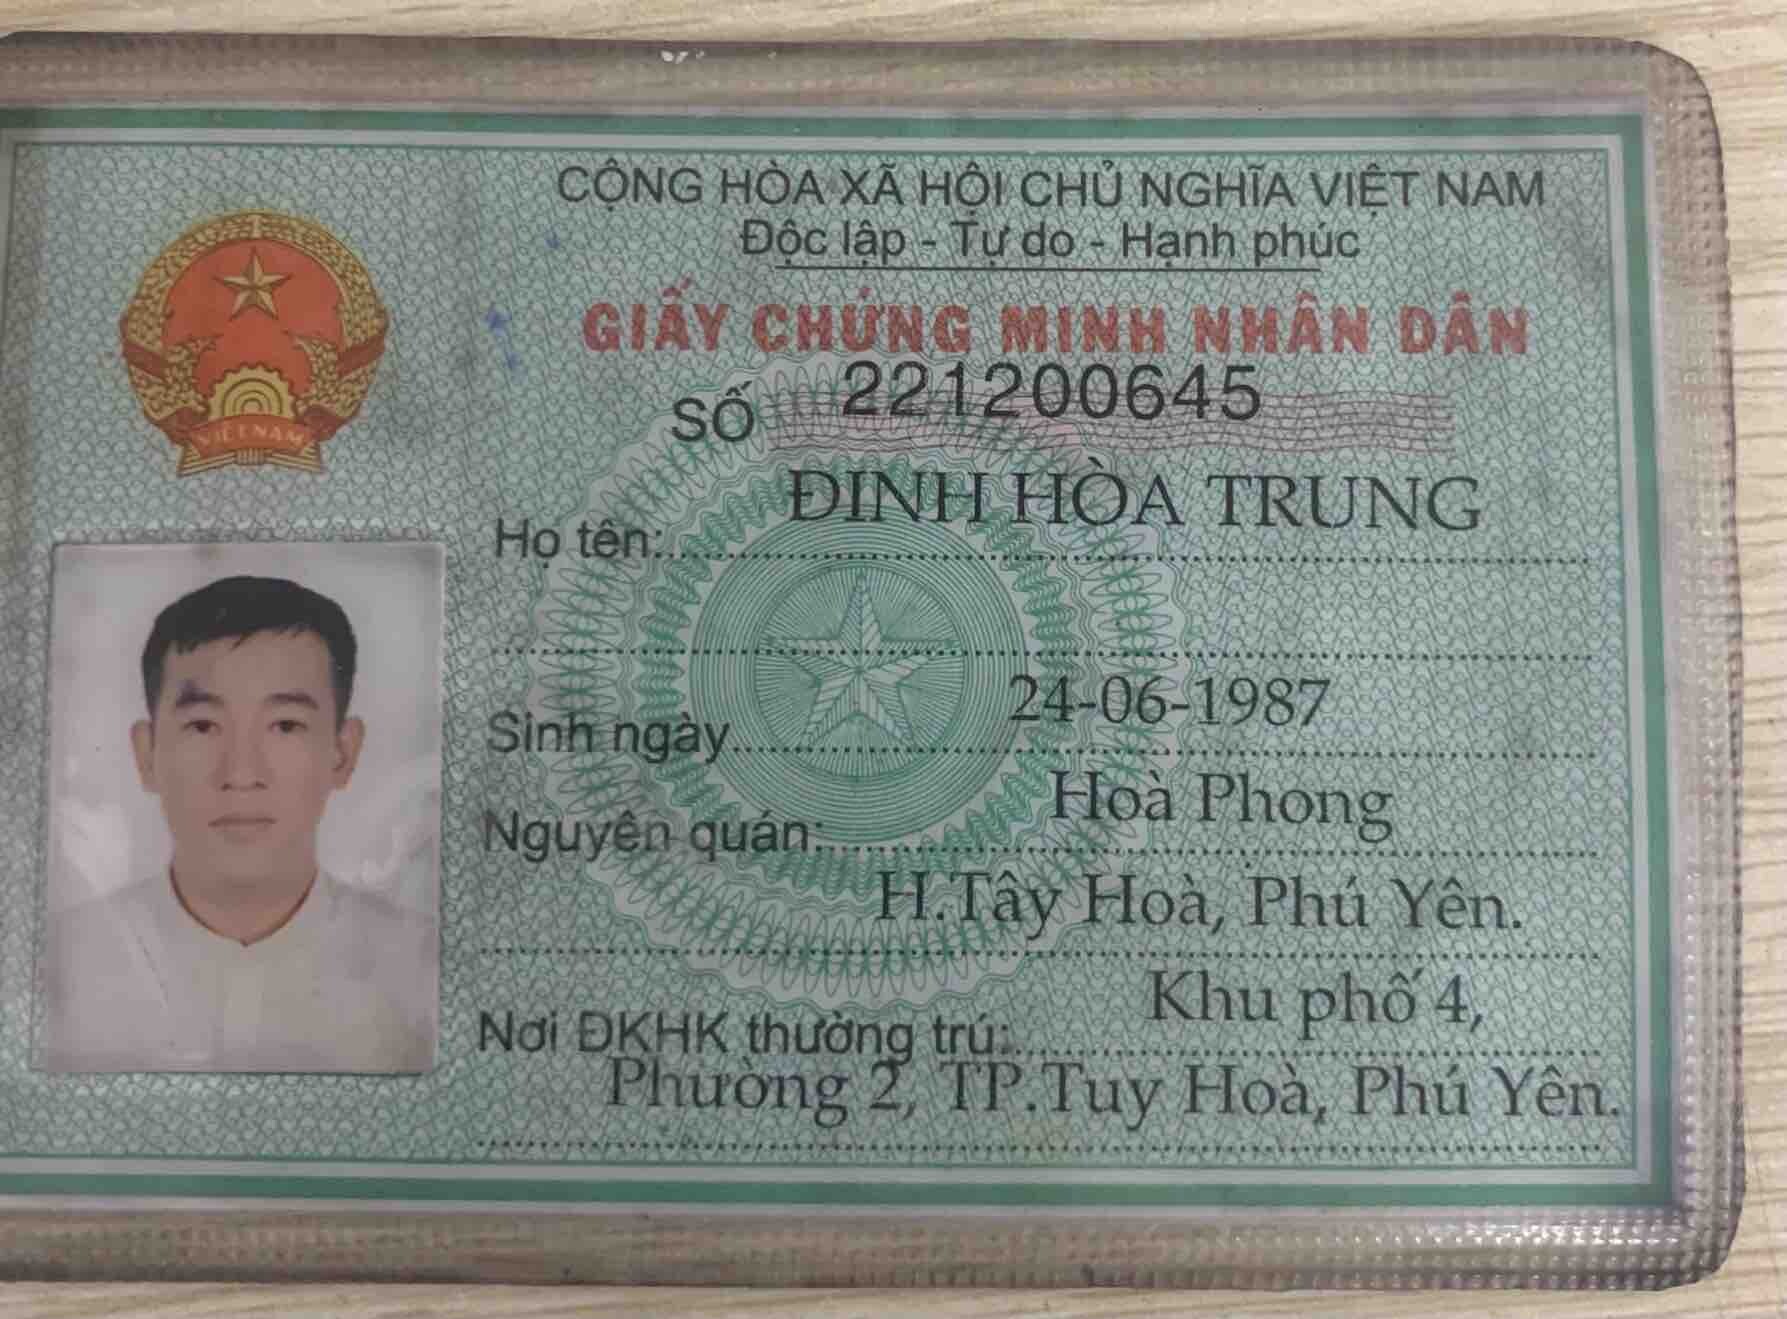 CỘNG HÒA XÃ HỘI CHỦ NGHĨA VIỆT NAM
Độc lập - Tự do - Hạnh phúc
GIẤY CHỨNG MINH NHÂN DÂN
SỐ 221200645
VIETNAM
Họ tên: ĐINH HÒA TRUNG
Sinh ngày 24-06-1987
Nguyên quán: Hoà Phong
H.Tây Hoà, Phú Yên.
Nơi ĐKHK thường trú: Khu phố 4,
Phường 2, TP.Tuy Hoà, Phú Yên.